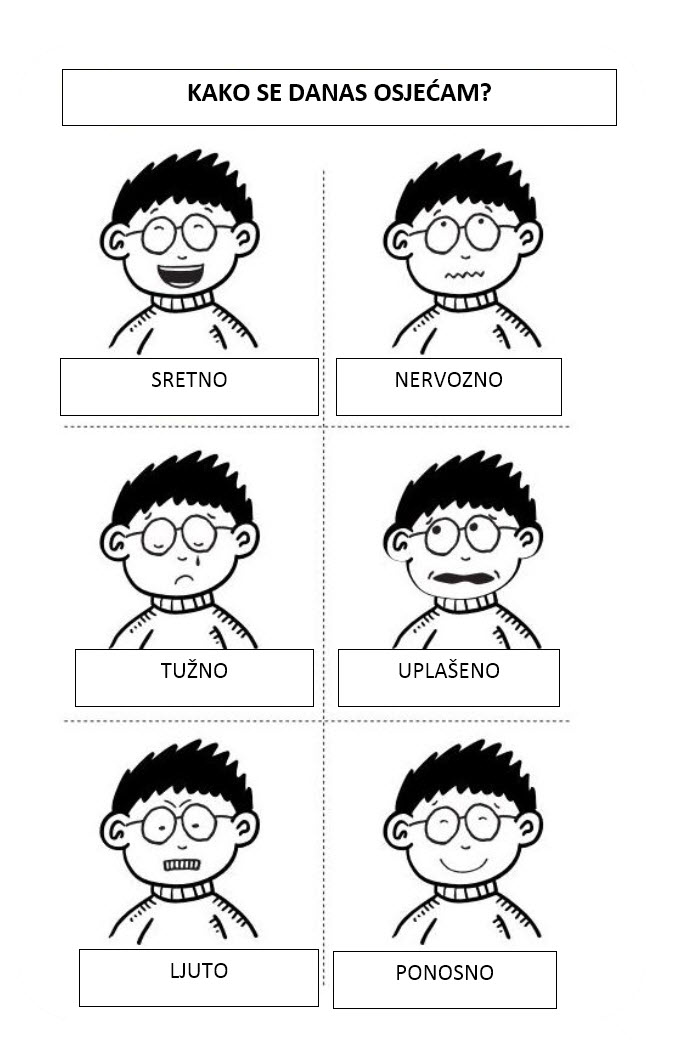 KAKO SE DANAS OSJEĆAM?
SRETNO
NERVOZNO
TUŽNO
UPLAŠENO
LJUTO
PONOSNO